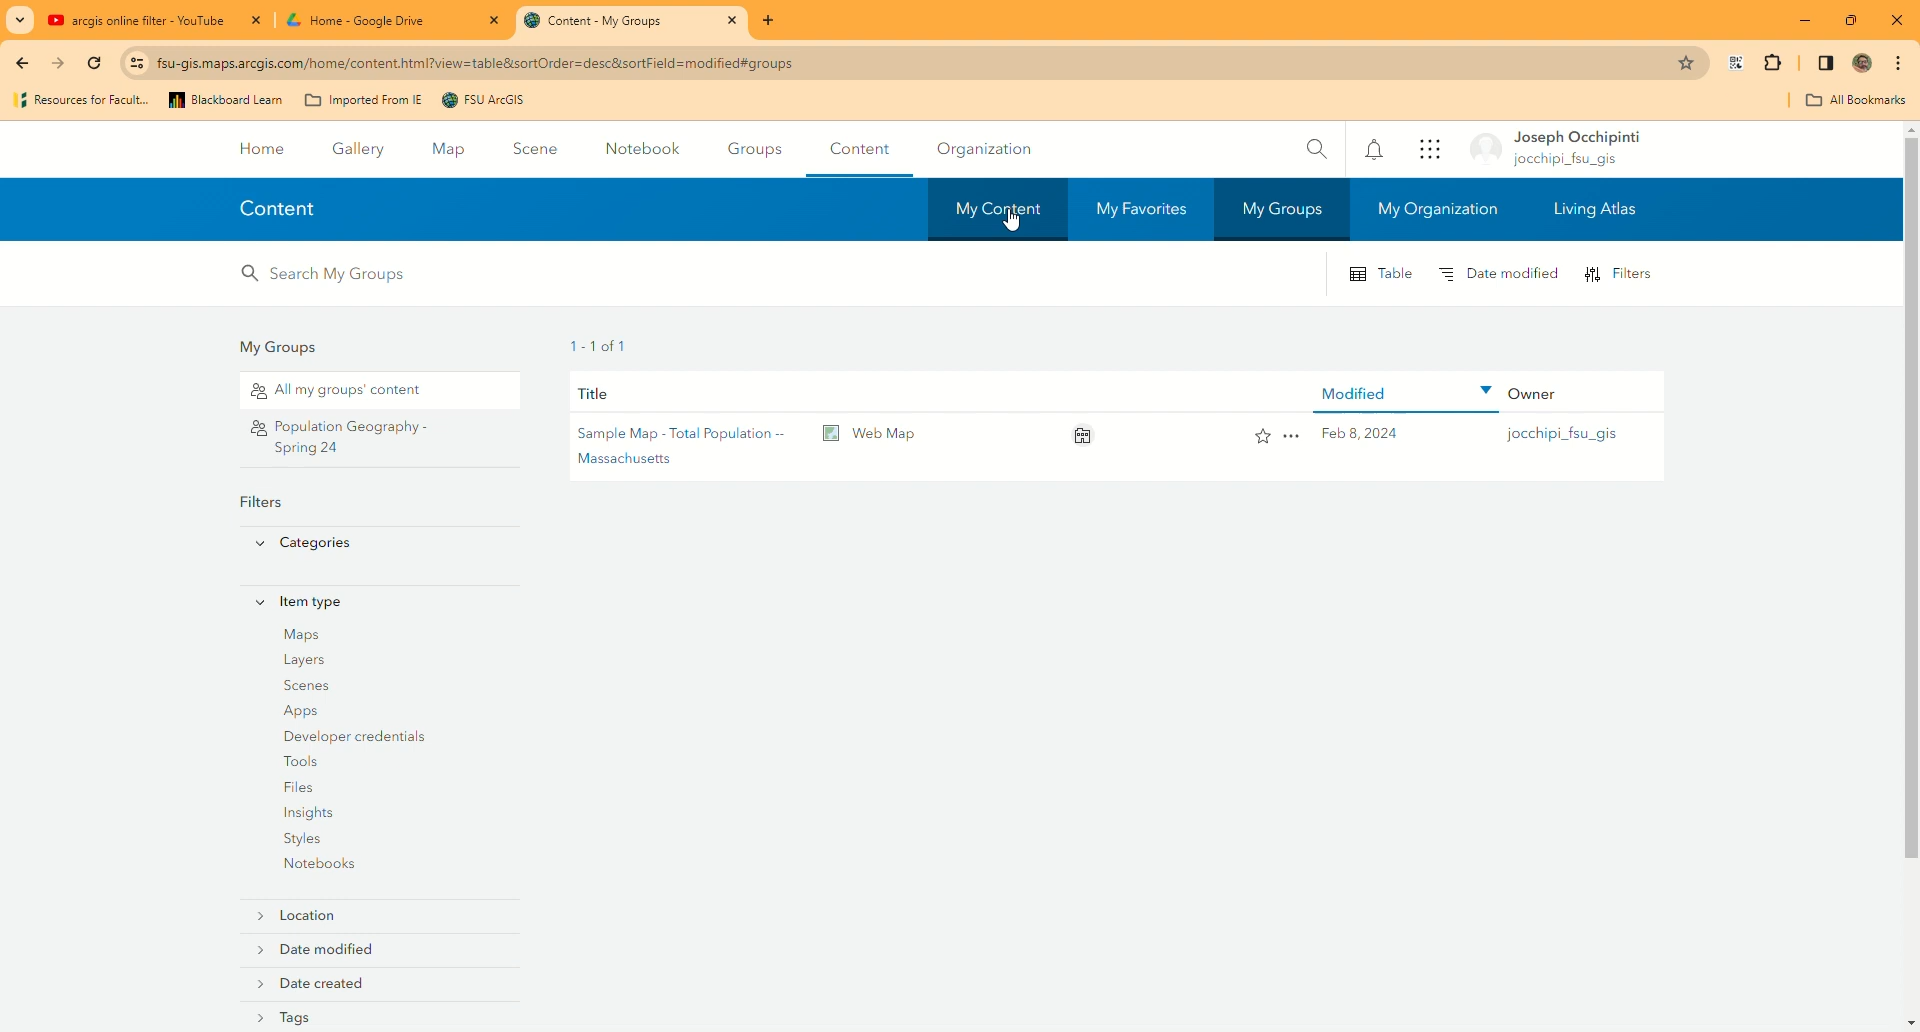 arcgis online filter - YouTube
Home - Google Drive
Content - My Groups
fsu-gis.maps.arcgis.com/home/content.html?view=table&sortOrder=desc&sortField=modified#groups
Resources for Facult...
Blackboard Learn
Imported From IE
FSU ArcGIS
All Bookmarks
Home
Gallery
Map
Scene
Notebook
Groups
Content
Organization
Joseph Occhipinti
jocchipi_fsu_gis
Content
My Content
My Favorites
My Groups
My Organization
Living Atlas
Search My Groups
Table
Date modified
Filters
My Groups
1 - 1 of 1
All my groups' content
Population Geography -
Spring 24
Title
Modified
Owner
Sample Map - Total Population --
Massachusetts
Web Map
Feb 8, 2024
jocchipi_fsu_gis
Filters
Categories
Item type
Maps
Layers
Scenes
Apps
Developer credentials
Tools
Files
Insights
Styles
Notebooks
Location
Date modified
Date created
Tags